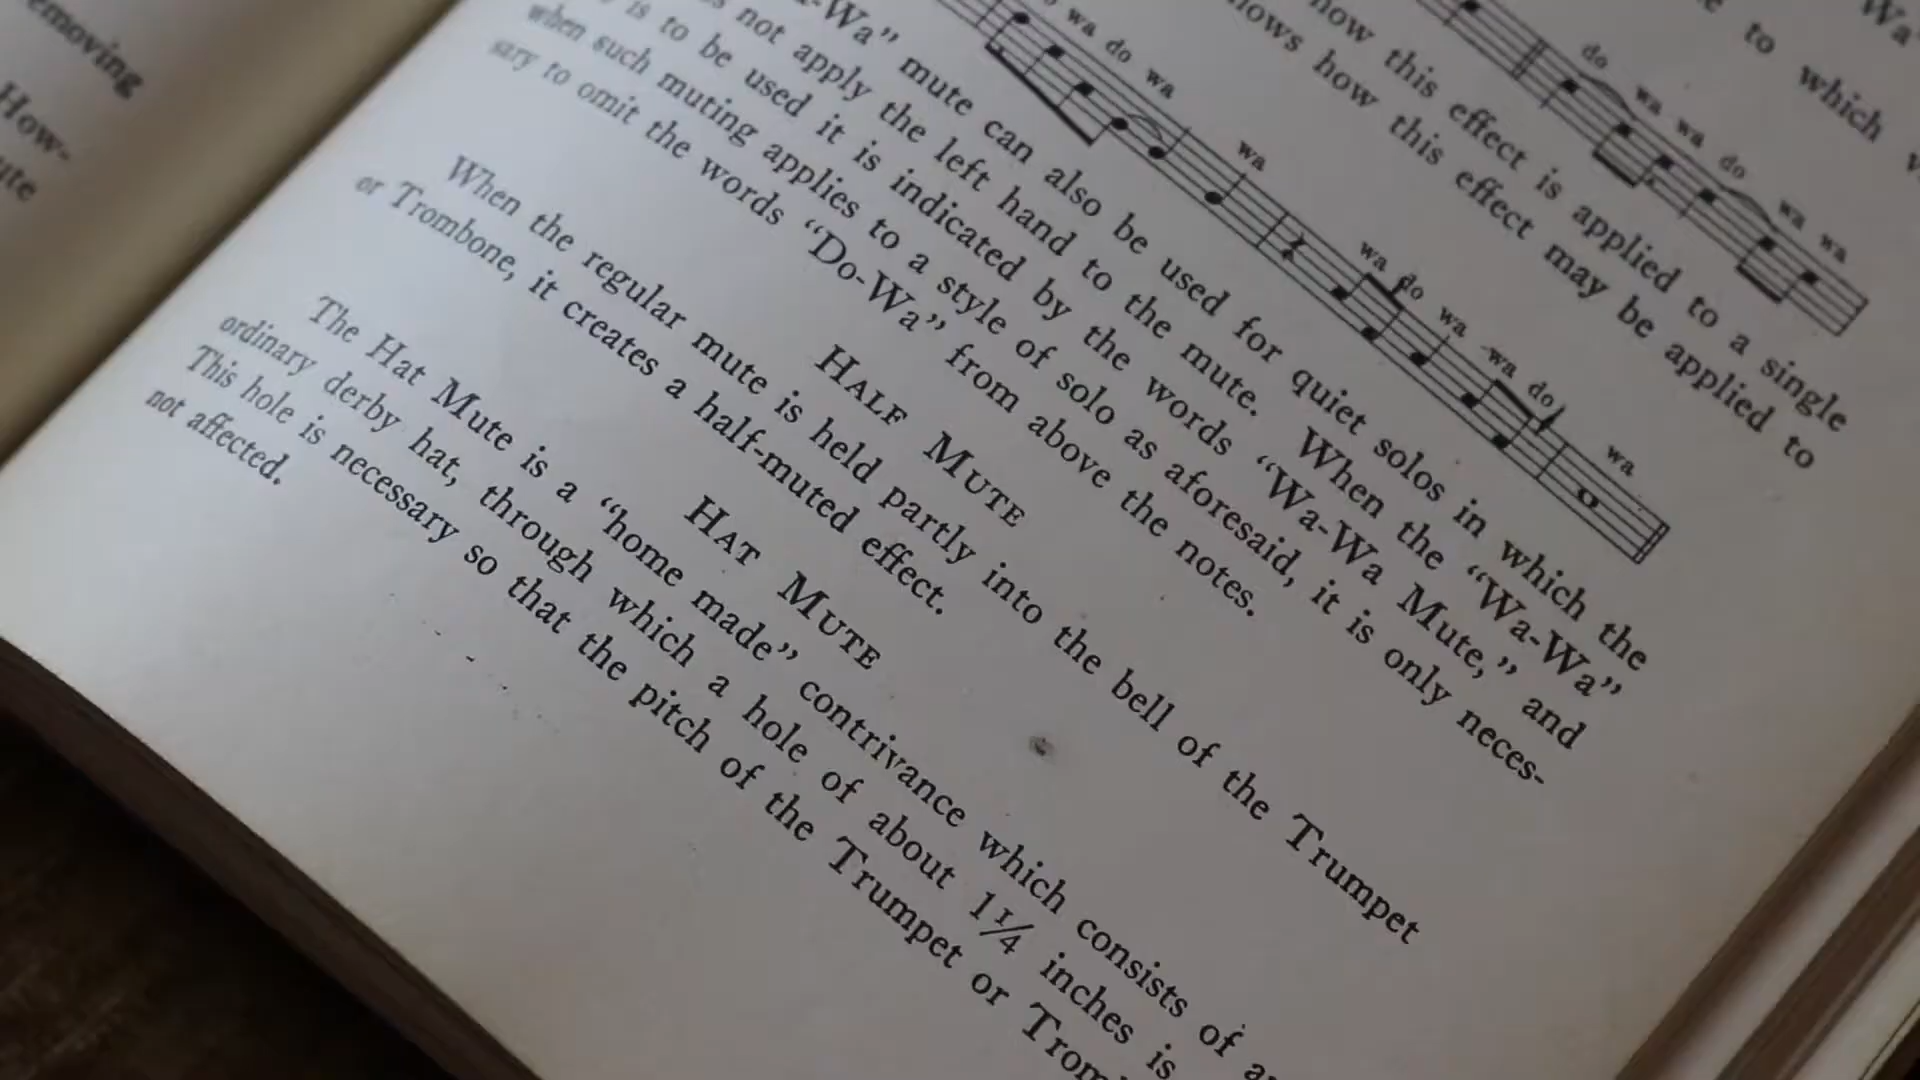 emoving
How-
ute
Wa"
to which
do wa wa do wa wa
how this effect is applied to a single
hows how this effect may be applied to
wa do wa wa wa do wa wa do wa
-Wa" mute can also be used for quiet solos in which the
not apply the left hand to the mute. When the "Wa-Wa"
is to be used it is indicated by the words "Wa-Wa Mute," and
when such muting applies to a style of solo as aforesaid, it is only neces-
sary to omit the words "Do-Wa" from above the notes.
HALF MUTE
When the regular mute is held partly into the bell of the Trumpet
or Trombone, it creates a half-muted effect.
HAT MUTE
The Hat Mute is a "home made" contrivance which consists of
ordinary derby hat, through which a hole of about 1¼ inches is
This hole is necessary so that the pitch of the Trumpet or Trom
not affected.